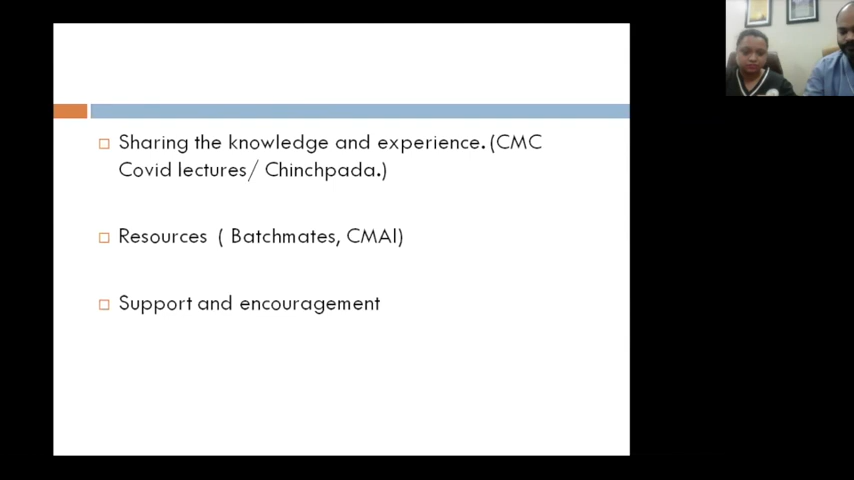 Sharing the knowledge and experience. (CMC
Covid lectures/ Chinchpada.)
Resources ( Batchmates, CMAI)
Support and encouragement